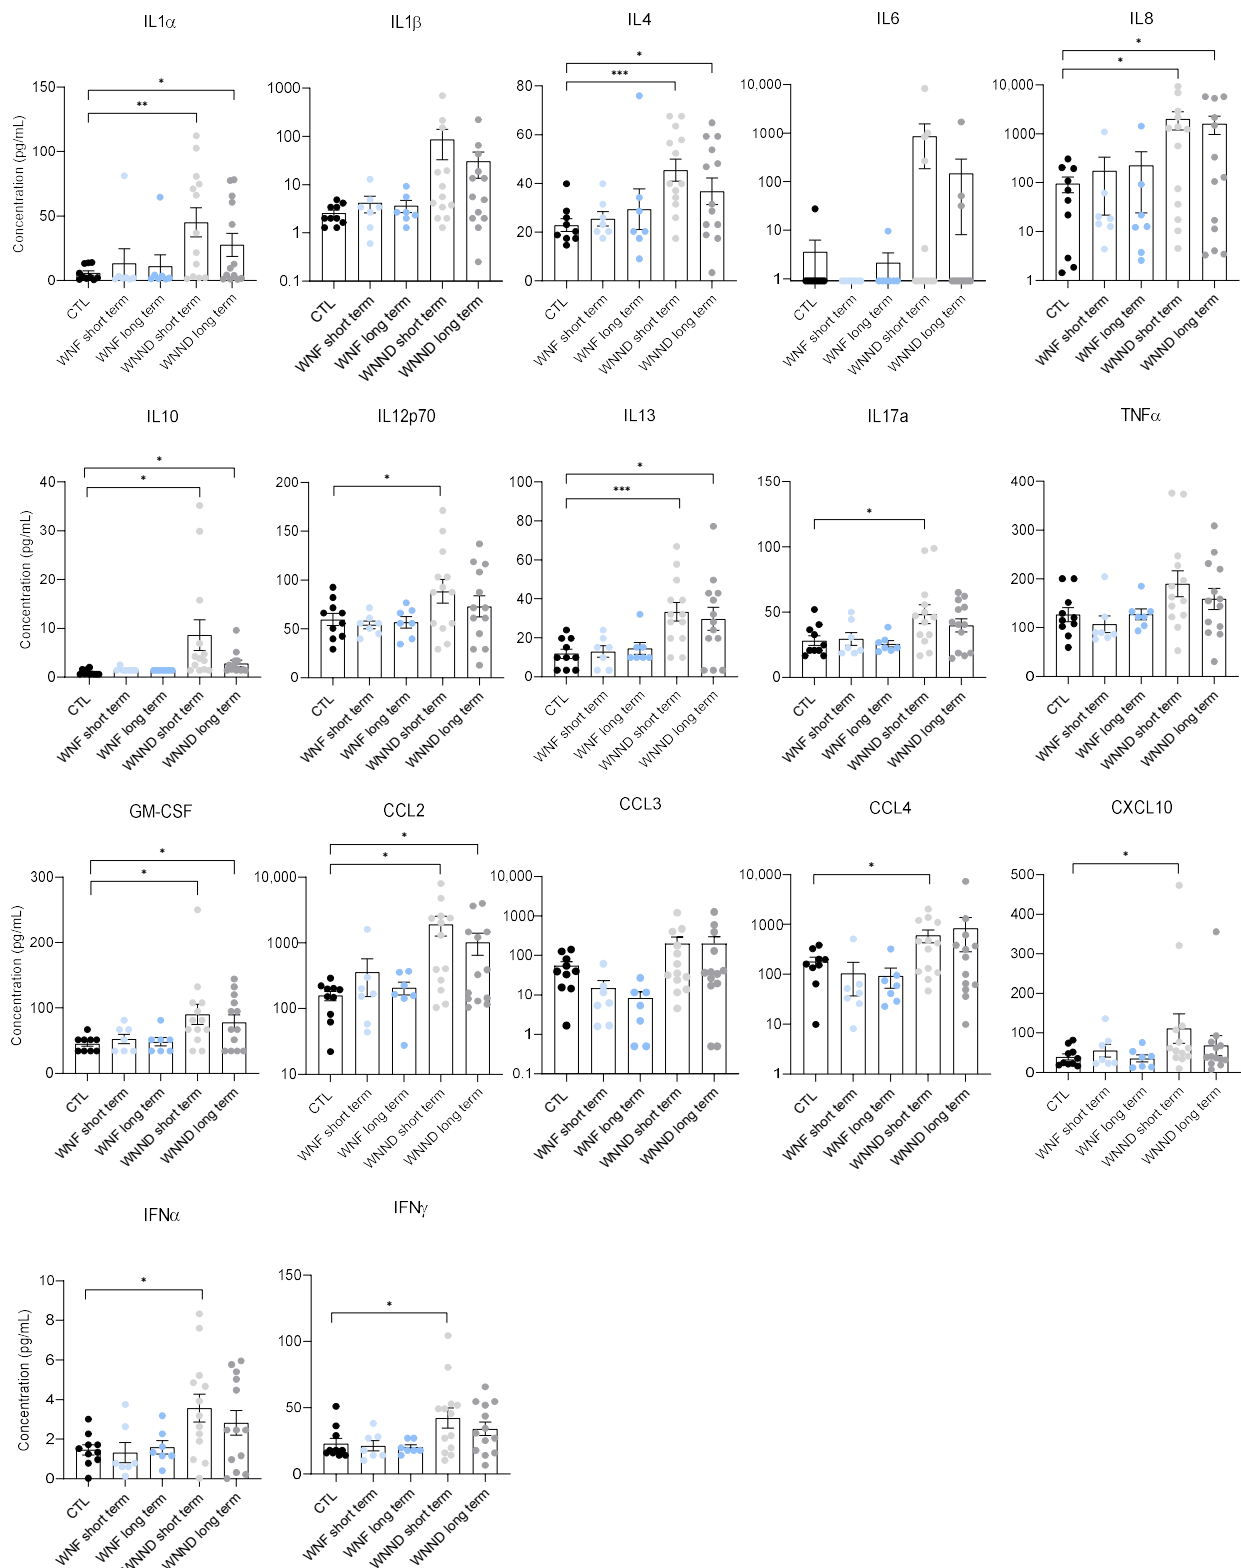 IL1α
IL1β
IL4
IL6
IL8
Concentration (pg/mL)
150
100
50
0
*
**
CTL
WNF short term
WNF long term
WNND short term
WNND long term
1000
100
10
1
0.1
CTL
WNF short term
WNF long term
WNND short term
WNND long term
80
60
40
20
0
*
***
CTL
WNF short term
WNF long term
WNND short term
WNND long term
10,000
1000
100
10
1
CTL
WNF short term
WNF long term
WNND short term
WNND long term
10,000
1000
100
10
1
*
*
CTL
WNF short term
WNF long term
WNND short term
WNND long term
IL10
IL12p70
IL13
IL17a
TNFα
Concentration (pg/mL)
40
30
20
10
0
*
*
CTL
WNF short term
WNF long term
WNND short term
WNND long term
200
150
100
50
0
*
CTL
WNF short term
WNF long term
WNND short term
WNND long term
100
80
60
40
20
0
*
***
CTL
WNF short term
WNF long term
WNND short term
WNND long term
150
100
50
0
*
CTL
WNF short term
WNF long term
WNND short term
WNND long term
400
300
200
100
0
CTL
WNF short term
WNF long term
WNND short term
WNND long term
GM-CSF
CCL2
CCL3
CCL4
CXCL10
Concentration (pg/mL)
300
200
100
0
*
*
CTL
WNF short term
WNF long term
WNND short term
WNND long term
10,000
1000
100
10
*
*
CTL
WNF short term
WNF long term
WNND short term
WNND long term
10,000
1000
100
10
1
0.1
CTL
WNF short term
WNF long term
WNND short term
WNND long term
10,000
1000
100
10
1
*
CTL
WNF short term
WNF long term
WNND short term
WNND long term
500
400
300
200
100
0
*
CTL
WNF short term
WNF long term
WNND short term
WNND long term
IFNα
IFNγ
Concentration (pg/mL)
10
8
6
4
2
0
*
CTL
WNF short term
WNF long term
WNND short term
WNND long term
150
100
50
0
*
CTL
WNF short term
WNF long term
WNND short term
WNND long term